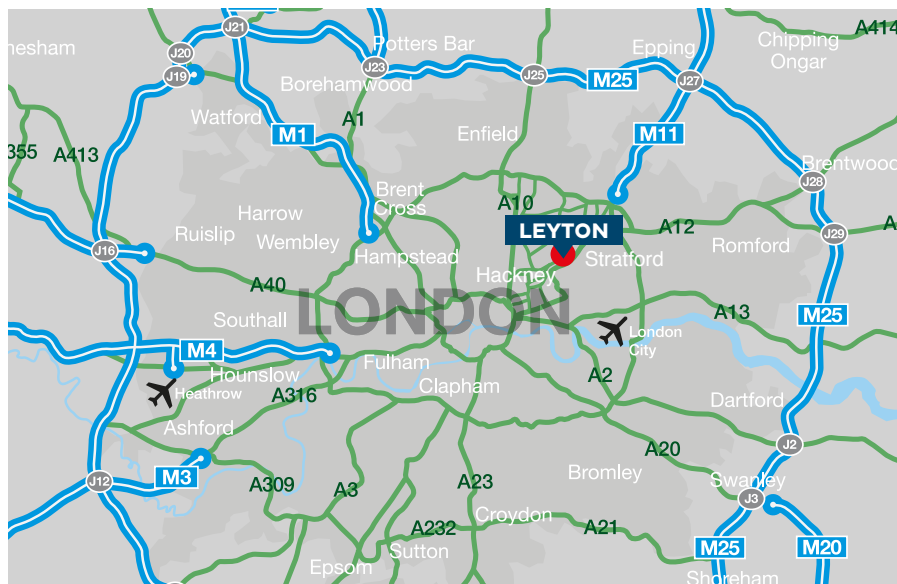 J21
A414
Potters Bar
Epping
Chipping
Ongar
nesham
J20
J19
J23
J25
M25
J27
Borehamwood
Watford
A1
M1
Enfield
M11
355
A413
Brentwood
J28
Brent
Cross
A10
Harrow
Ruislip
Wembley
LEYTON
A12
Romford
J29
J16
Hampstead
Stratford
Hackney
A40
LONDON
A13
Southall
M25
London
City
M4
Fulham
Hounslow
Heathrow
A316
Clapham
A2
Dartford
Ashford
J2
A20
M3
J12
A309
A3
A23
Bromley
Swanley
J3
Croydon
A232
A21
Sutton
Epsom
M25
M20
Shoreham